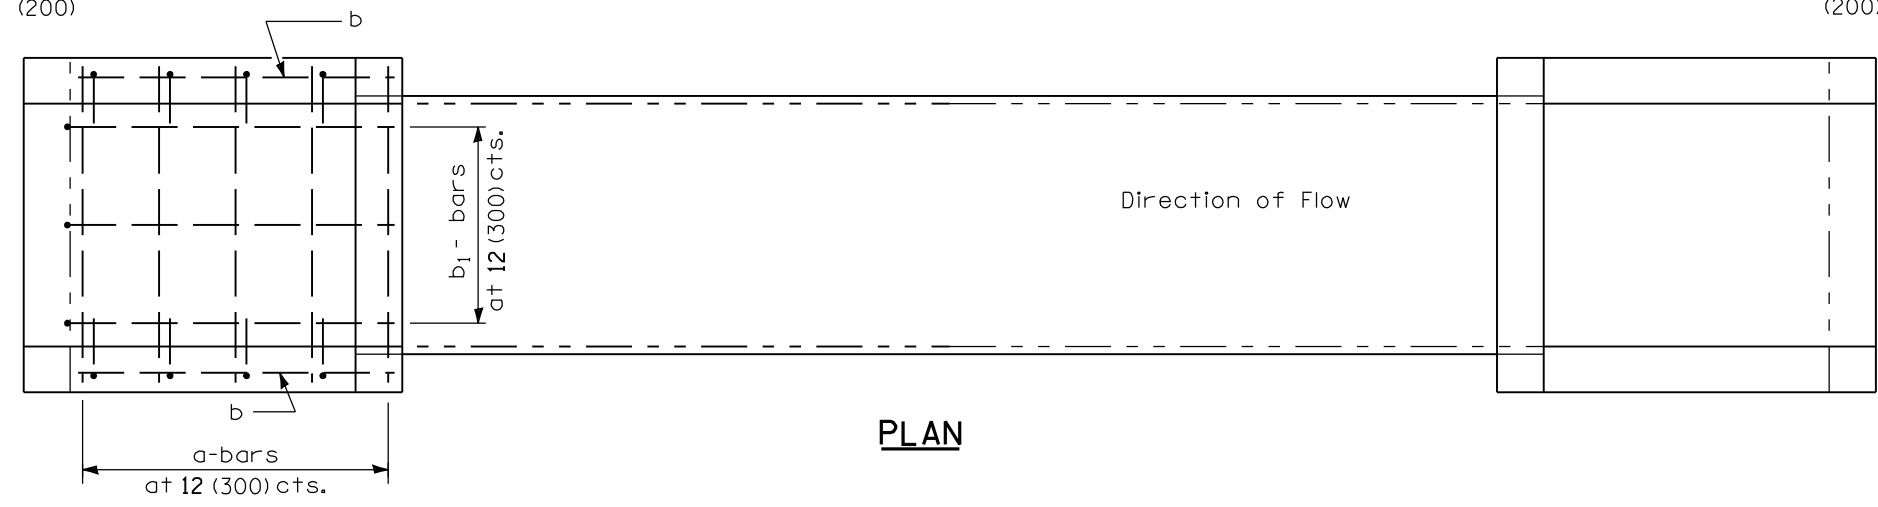 (200)
(200)
b
b1 - bars
at 12 (300) cts.
Direction of Flow
b
PLAN
a-bars
at 12 (300) cts.